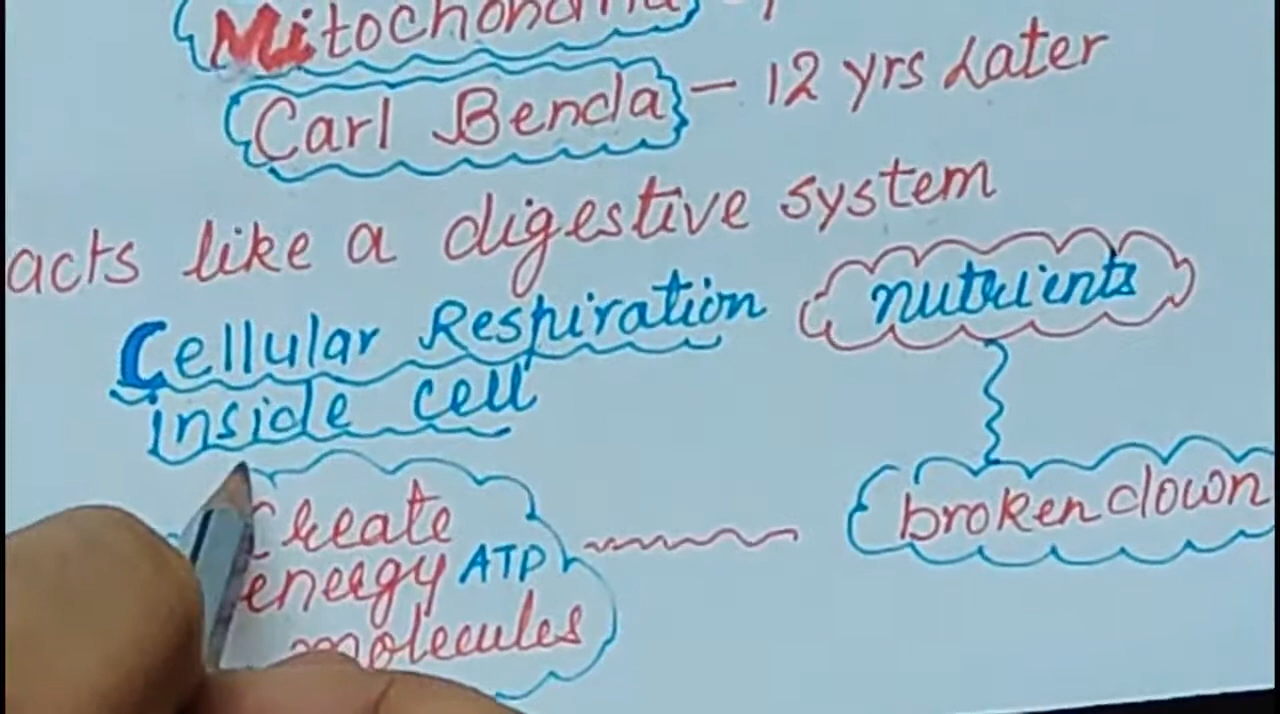 Mitochondria
Carl Benda - 12 yrs Later
acts like a digestive system
Cellular Respiration
inside cell
nutrients
broken down
Create
energy ATP
molecules